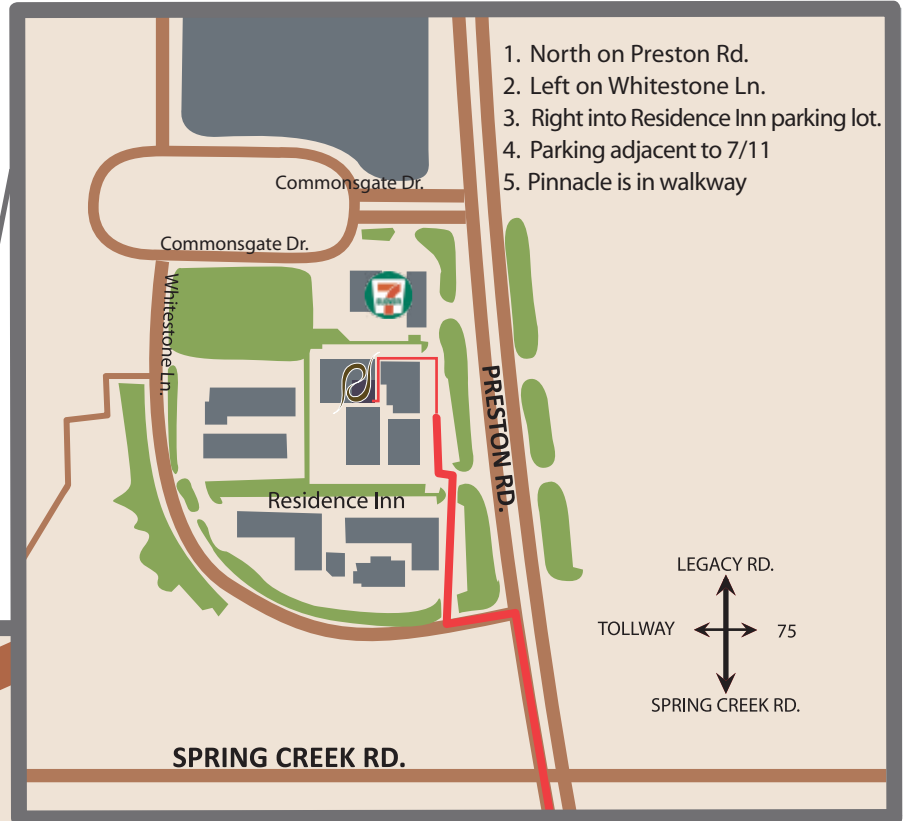 1. North on Preston Rd.
2. Left on Whitestone Ln.
3. Right into Residence Inn parking lot.
4. Parking adjacent to 7/11
5. Pinnacle is in walkway
Commonsgate Dr.
Commonsgate Dr.
Whitestone Ln.
7
ELEVEN
PRESTON RD.
Residence Inn
LEGACY RD.
TOLLWAY
75
SPRING CREEK RD.
SPRING CREEK RD.